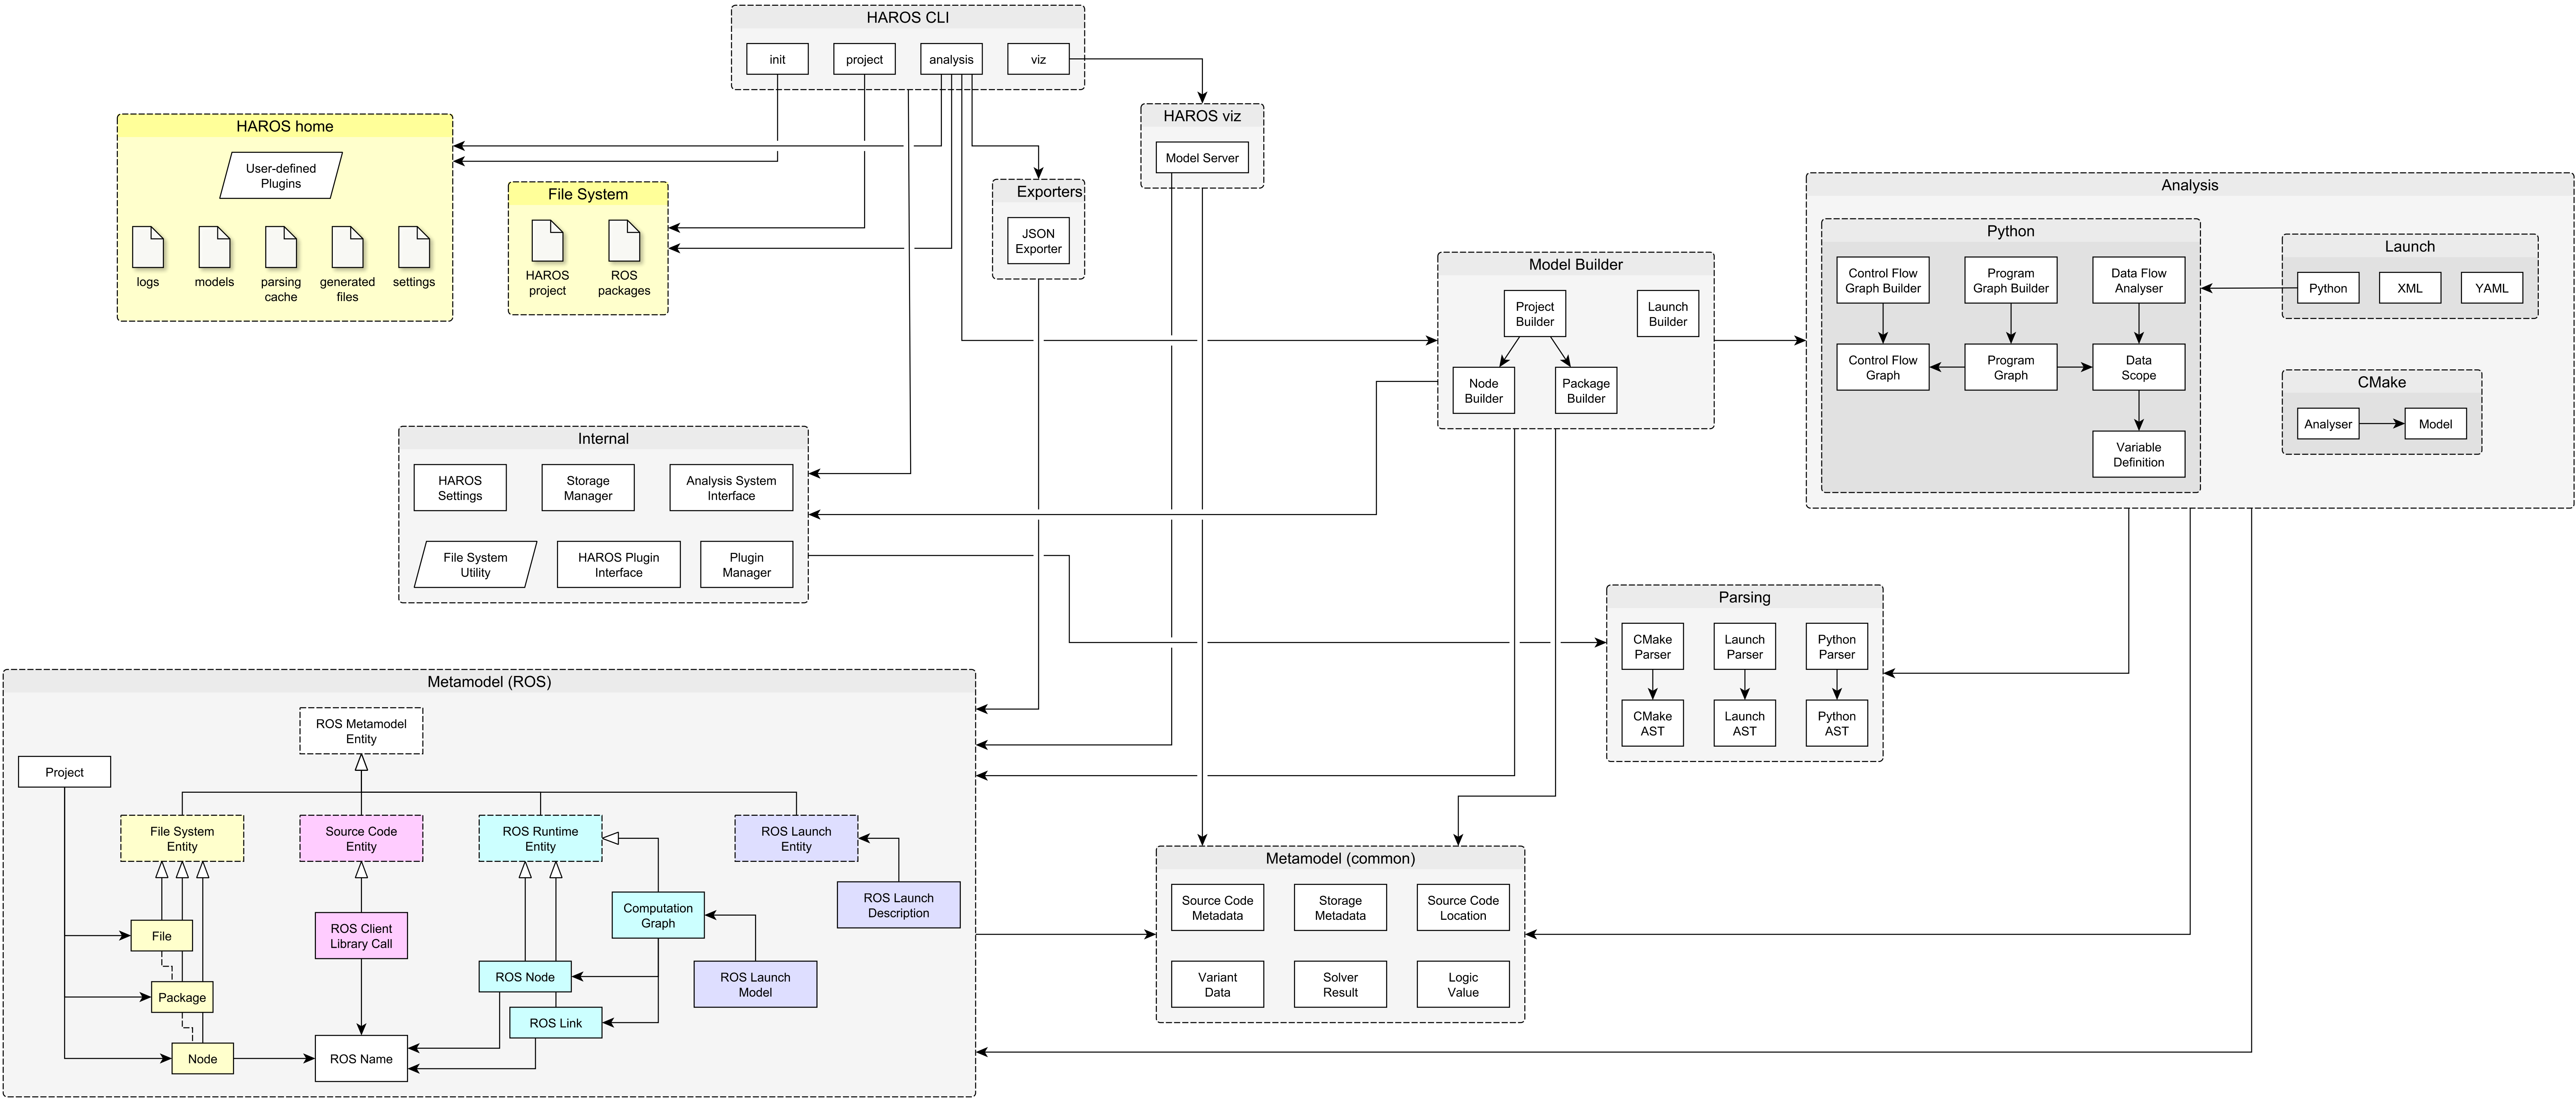 HAROS CLI
init
project
analysis
viz
HAROS home
User-defined
Plugins
logs
models
parsing
cache
generated
files
settings
File System
HAROS
project
ROS
packages
Exporters
JSON
Exporter
HAROS viz
Model Server
Model Builder
Project
Builder
Launch
Builder
Node
Builder
Package
Builder
Analysis
Python
Control Flow
Graph Builder
Program
Graph Builder
Data Flow
Analyser
Control Flow
Graph
Program
Graph
Data
Scope
Variable
Definition
Launch
Python
XML
YAML
CMake
Analyser
Model
Internal
HAROS
Settings
Storage
Manager
Analysis System
Interface
File System
Utility
HAROS Plugin
Interface
Plugin
Manager
Parsing
CMake
Parser
Launch
Parser
Python
Parser
CMake
AST
Launch
AST
Python
AST
Metamodel (ROS)
ROS Metamodel
Entity
Project
File System
Entity
Source Code
Entity
ROS Runtime
Entity
ROS Launch
Entity
ROS Launch
Description
Computation
Graph
File
ROS Client
Library Call
ROS Node
ROS Launch
Model
Package
ROS Link
Node
ROS Name
Metamodel (common)
Source Code
Metadata
Storage
Metadata
Source Code
Location
Variant
Data
Solver
Result
Logic
Value